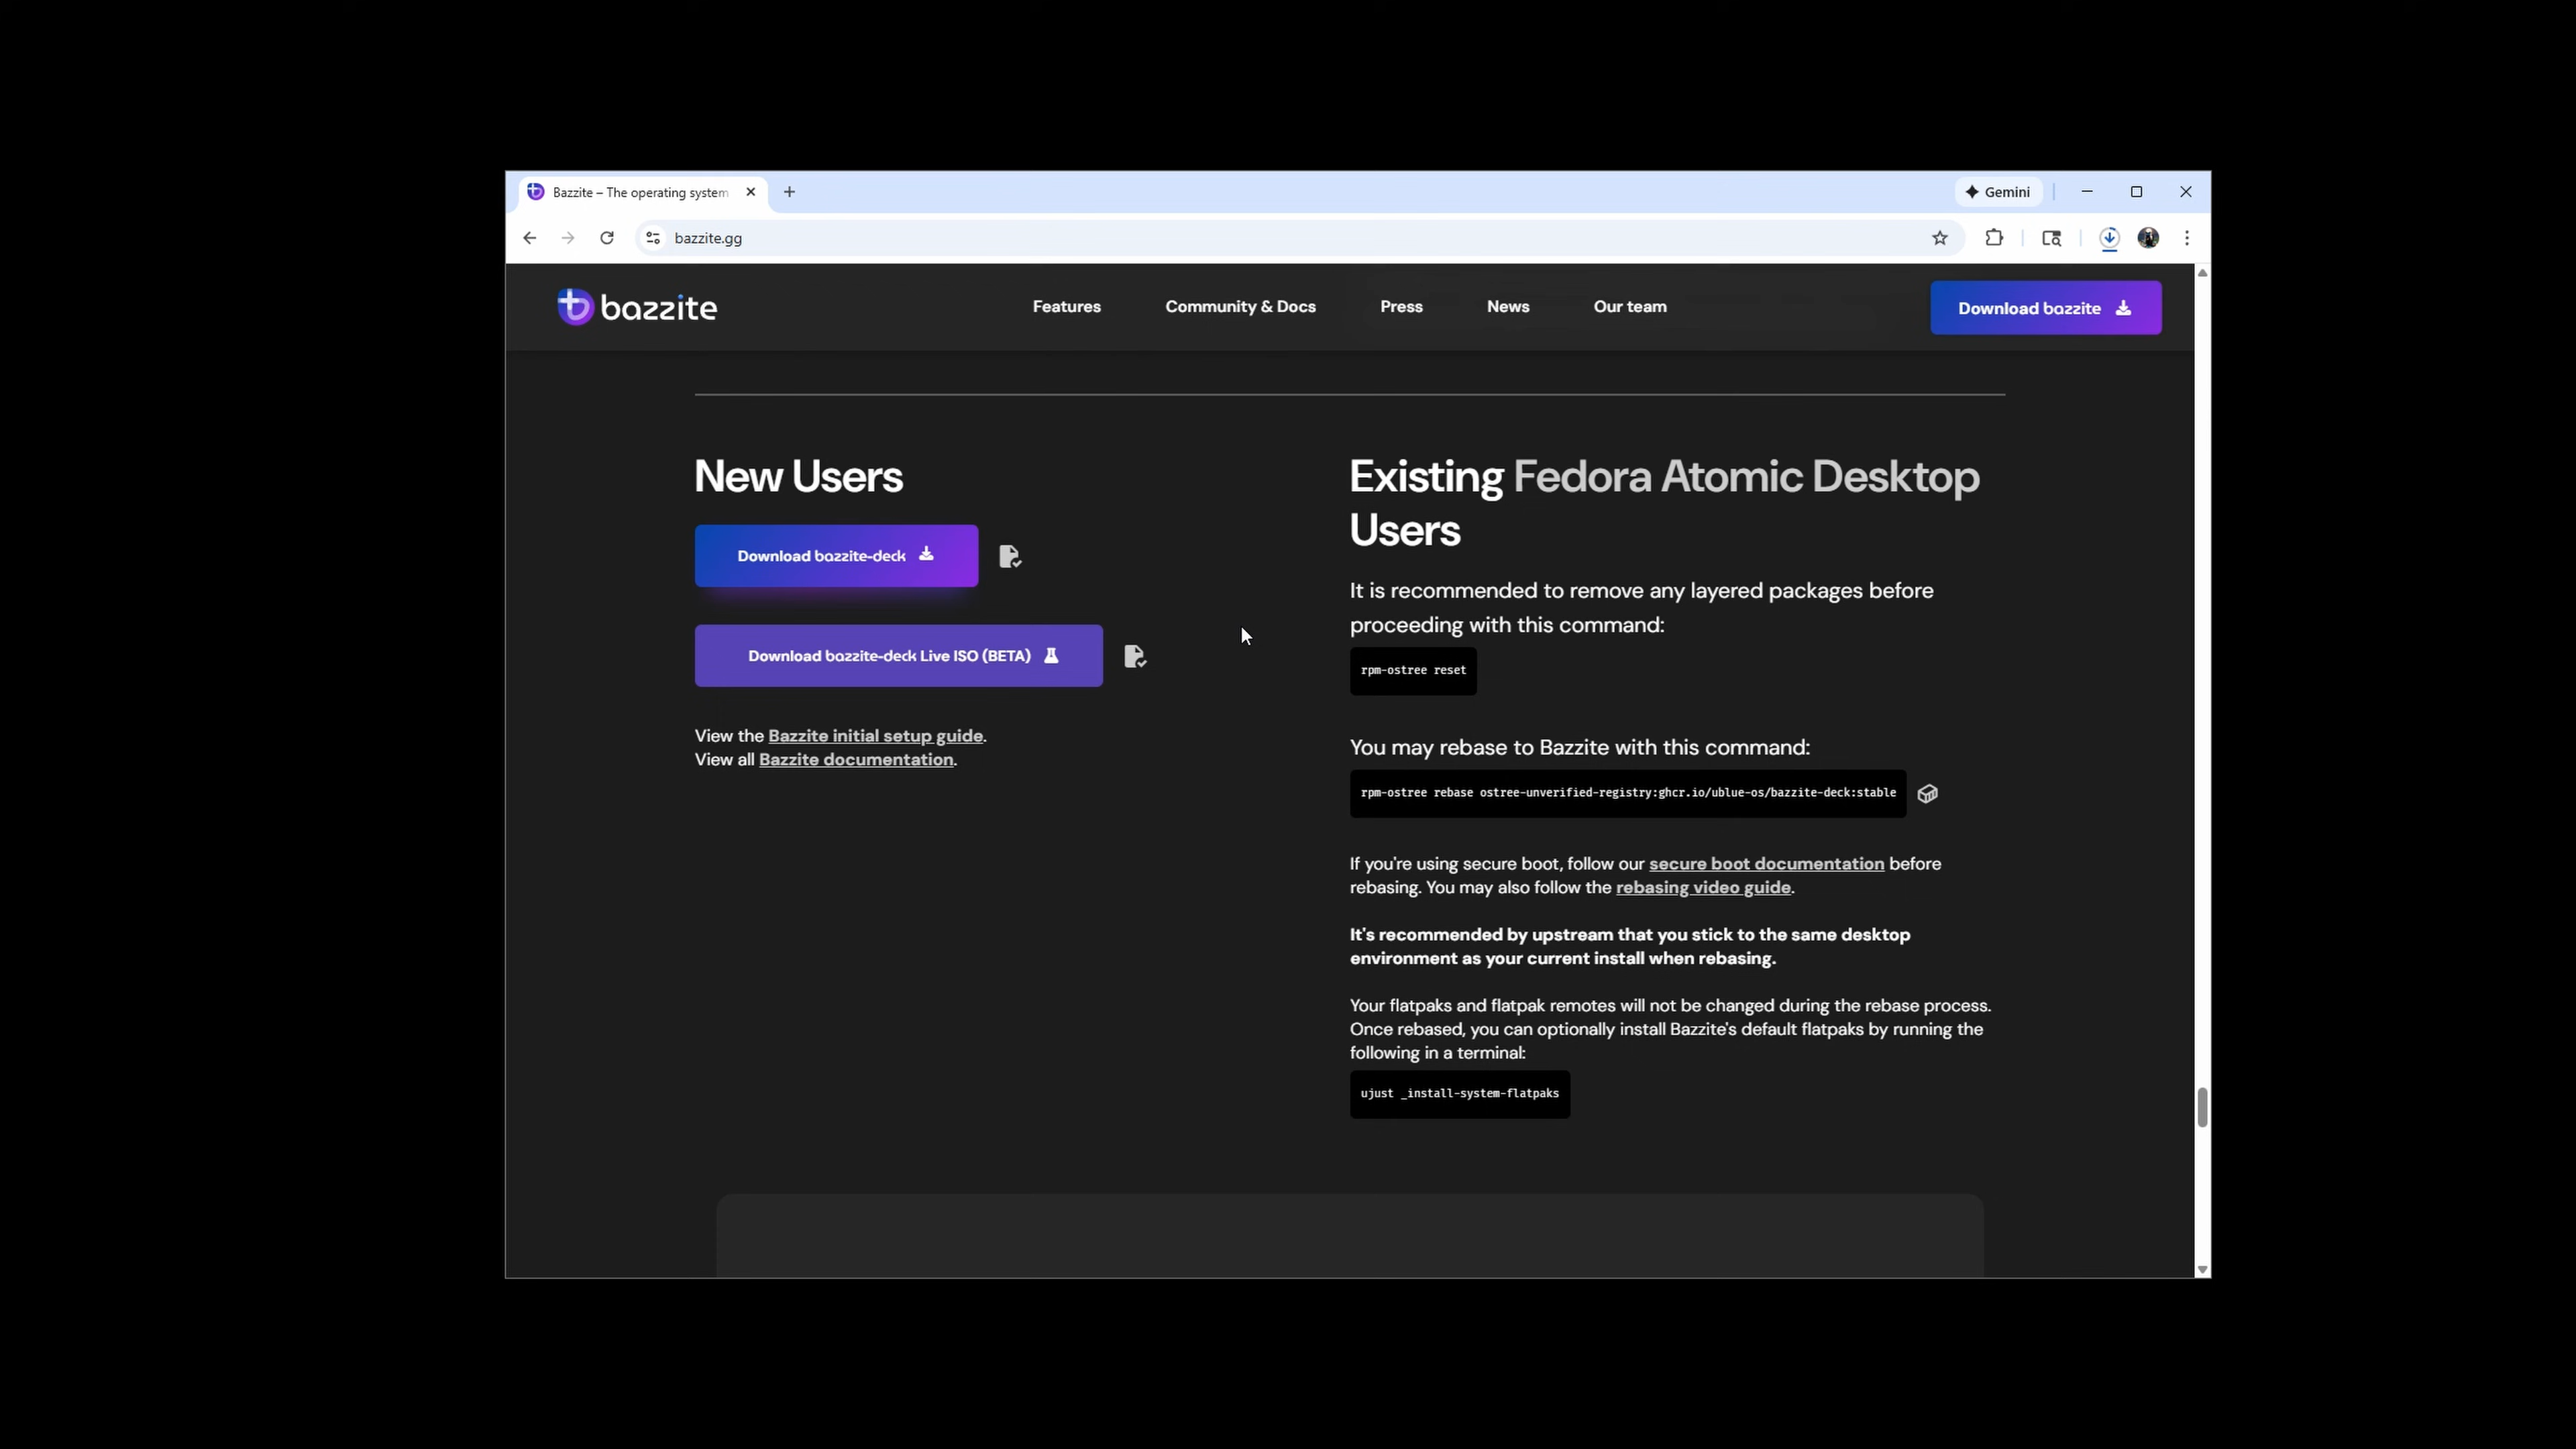 Bazzite – The operating system
Gemini
bazzite.gg
bazzite
Features
Community & Docs
Press
News
Our team
Download bazzite
New Users
Download bazzite-deck
Download bazzite-deck Live ISO (BETA)
View the Bazzite initial setup guide.
View all Bazzite documentation.
Existing Fedora Atomic Desktop
Users
It is recommended to remove any layered packages before
proceeding with this command:
rpm-ostree reset
You may rebase to Bazzite with this command:
rpm-ostree rebase ostree-unverified-registry:ghcr.io/ublue-os/bazzite-deck:stable
If you're using secure boot, follow our secure boot documentation before
rebasing. You may also follow the rebasing video guide.
It's recommended by upstream that you stick to the same desktop
environment as your current install when rebasing.
Your flatpaks and flatpak remotes will not be changed during the rebase process.
Once rebased, you can optionally install Bazzite's default flatpaks by running the
following in a terminal:
ujust _install-system-flatpaks